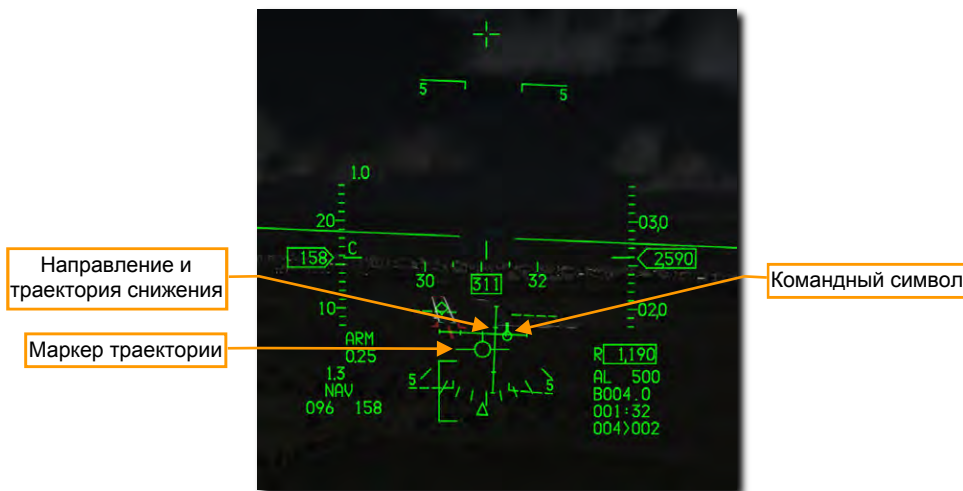 5 5
1.0
20
03,0
158 C
2590
Направление и
траектория снижения
30 311 32
Командный символ
10
02,0
ARM
0.25
Маркер траектории
R 1,190
1.3
AL 500
5 5
NAV
B004.0
096 158
001:32
004>002